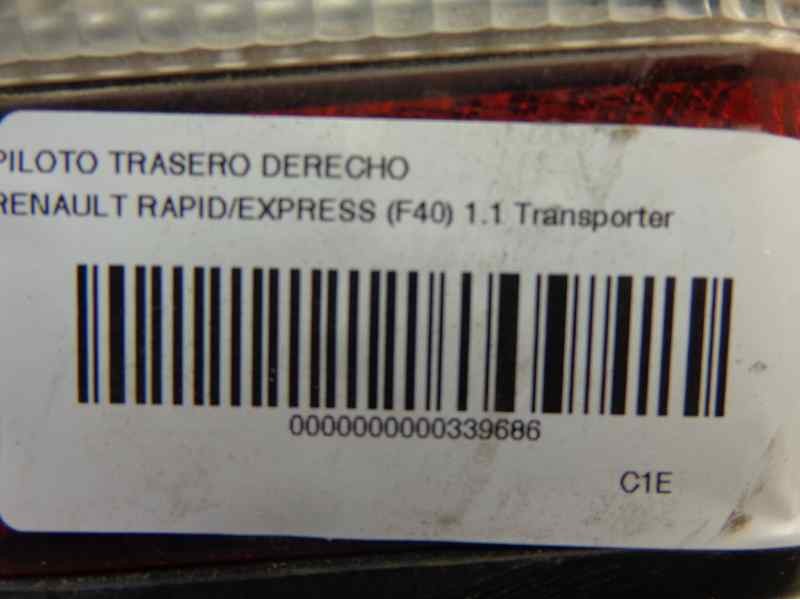 PILOTO TRASERO DERECHO
RENAULT RAPID/EXPRESS (F40) 1.1 Transporter
0000000000339686
C1E